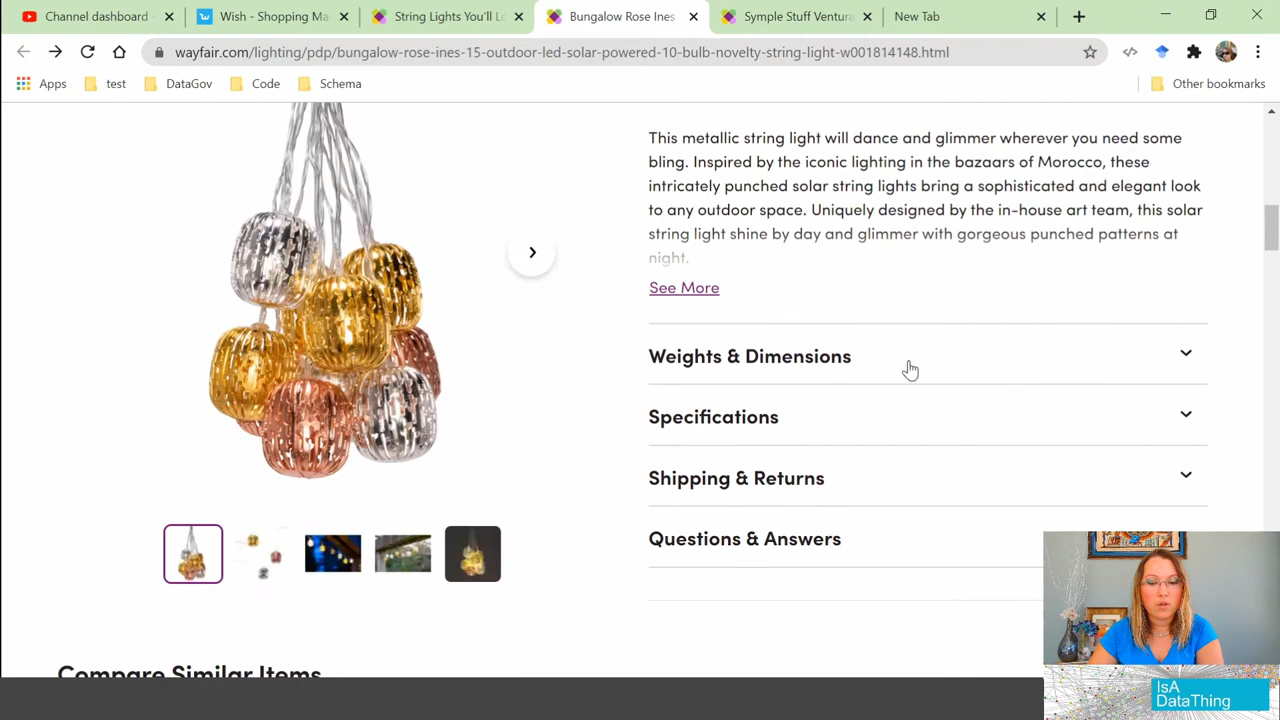 Channel dashboard
Wish - Shopping Ma
String Lights You'll Lo
Bungalow Rose Ines
Symple Stuff Ventura
New Tab
wayfair.com/lighting/pdp/bungalow-rose-ines-15-outdoor-led-solar-powered-10-bulb-novelty-string-light-w001814148.html
Apps
test
DataGov
Code
Schema
Other bookmarks
This metallic string light will dance and glimmer wherever you need some
bling. Inspired by the iconic lighting in the bazaars of Morocco, these
intricately punched solar string lights bring a sophisticated and elegant look
to any outdoor space. Uniquely designed by the in-house art team, this solar
string light shine by day and glimmer with gorgeous punched patterns at
night.
See More
Weights & Dimensions
Specifications
Shipping & Returns
Questions & Answers
Compare Similar Items
IsA
DataThing